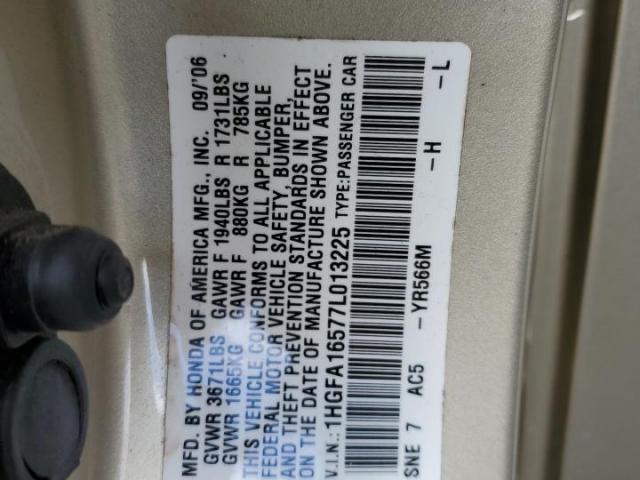 MFD. BY HONDA OF AMERICA MFG., INC. 09/'06
GVWR 3671LBS GAWR F 1940LBS R 1731LBS
GVWR 1665KG GAWR F 880KG R 785KG
THIS VEHICLE CONFORMS TO ALL APPLICABLE
FEDERAL MOTOR VEHICLE SAFETY, BUMPER,
AND THEFT PREVENTION STANDARDS IN EFFECT
ON THE DATE OF MANUFACTURE SHOWN ABOVE.
V.I.N.:1HGFA16577L013225 TYPE:PASSENGER CAR
SNE 7 AC5 -YR566M -H -L